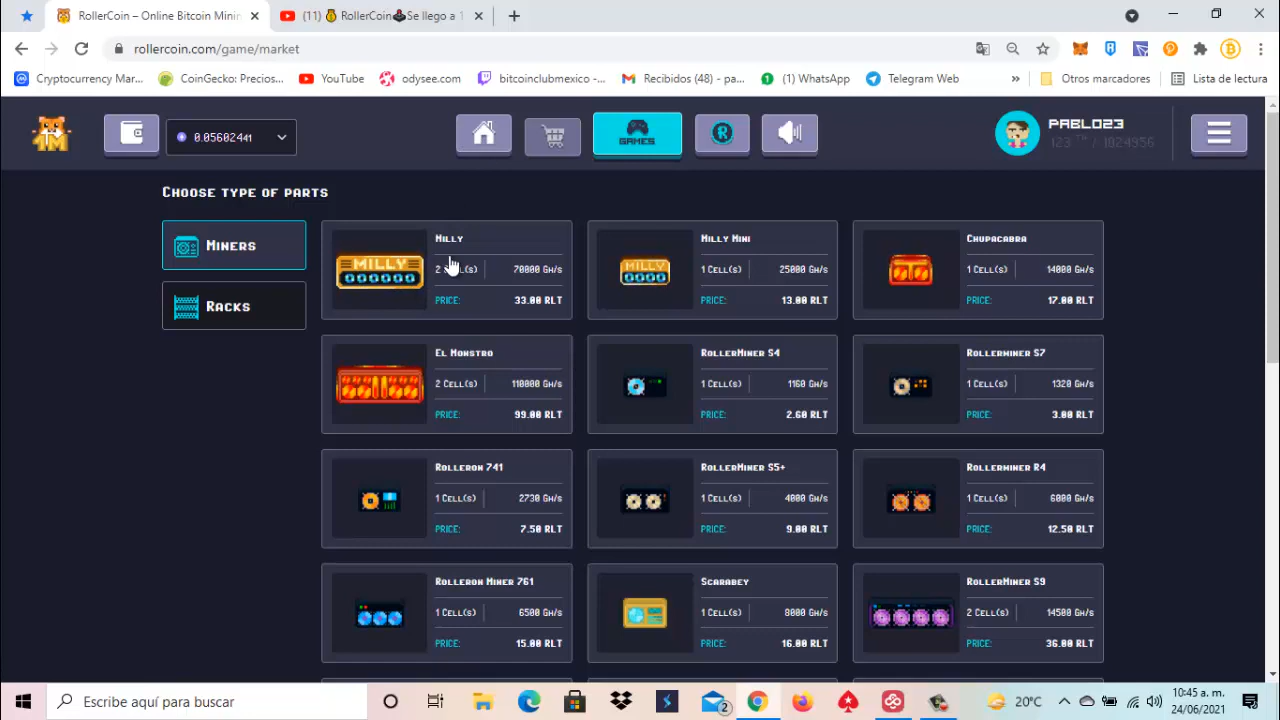 RollerCoin – Online Bitcoin Minin
(11) RollerCoin Se llego a 1
rollercoin.com/game/market
Cryptocurrency Mar...
CoinGecko: Precios...
YouTube
odysee.com
bitcoinclubmexico -...
Recibidos (48) - pa...
(1) WhatsApp
Telegram Web
»
Otros marcadores
Lista de lectura
1M
0.05602441
GAMES
PABLO23
123 TH / 1024956
CHOOSE TYPE OF PARTS
MINERS
RACKS
MILLY
2 (s)
70000 GH/S
PRICE: 33.00 RLT
MILLY MINI
1 CELL(S) 25000 GH/S
PRICE: 13.00 RLT
CHUPACABRA
1 CELL(S) 14000 GH/S
PRICE: 17.00 RLT
EL MONSTRO
2 CELL(S) 110000 GH/S
PRICE: 99.00 RLT
ROLLERMINER S4
1 CELL(S) 1160 GH/S
PRICE: 2.60 RLT
ROLLERMINER S7
1 CELL(S) 1320 GH/S
PRICE: 3.00 RLT
ROLLERON 741
1 CELL(S) 2730 GH/S
PRICE: 7.50 RLT
ROLLERMINER S5+
1 CELL(S) 4000 GH/S
PRICE: 9.00 RLT
ROLLERMINER R4
1 CELL(S) 6000 GH/S
PRICE: 12.50 RLT
ROLLERON MINER 761
1 CELL(S) 6500 GH/S
PRICE: 15.00 RLT
SCARABEY
1 CELL(S) 8000 GH/S
PRICE: 16.00 RLT
ROLLERMINER S9
2 CELL(S) 14500 GH/S
PRICE: 36.00 RLT
Escribe aquí para buscar
2
20°C
10:45 a. m.
24/06/2021